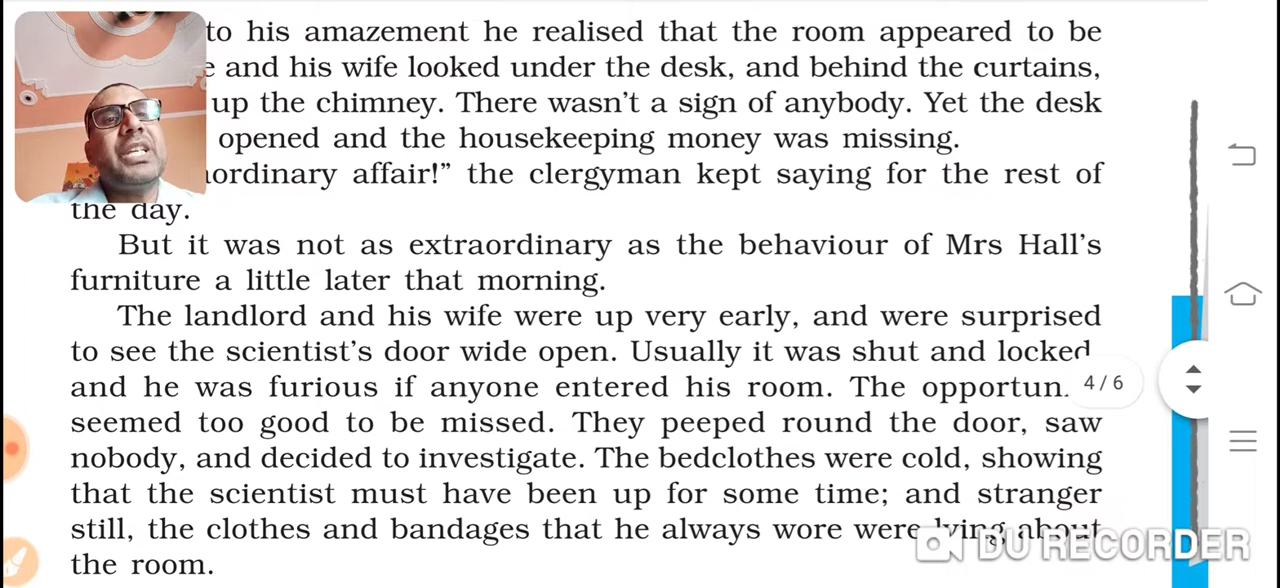 to his amazement he realised that the room appeared to be
e and his wife looked under the desk, and behind the curtains,
up the chimney. There wasn't a sign of anybody. Yet the desk
opened and the housekeeping money was missing.
ordinary affair!” the clergyman kept saying for the rest of
the day.
But it was not as extraordinary as the behaviour of Mrs Hall's
furniture a little later that morning.
The landlord and his wife were up very early, and were surprised
to see the scientist's door wide open. Usually it was shut and locked
and he was furious if anyone entered his room. The opportun
4 / 6
seemed too good to be missed. They peeped round the door, saw
nobody, and decided to investigate. The bedclothes were cold, showing
that the scientist must have been up for some time; and stranger
still, the clothes and bandages that he always wore were lying about
the room.
DU RECORDER